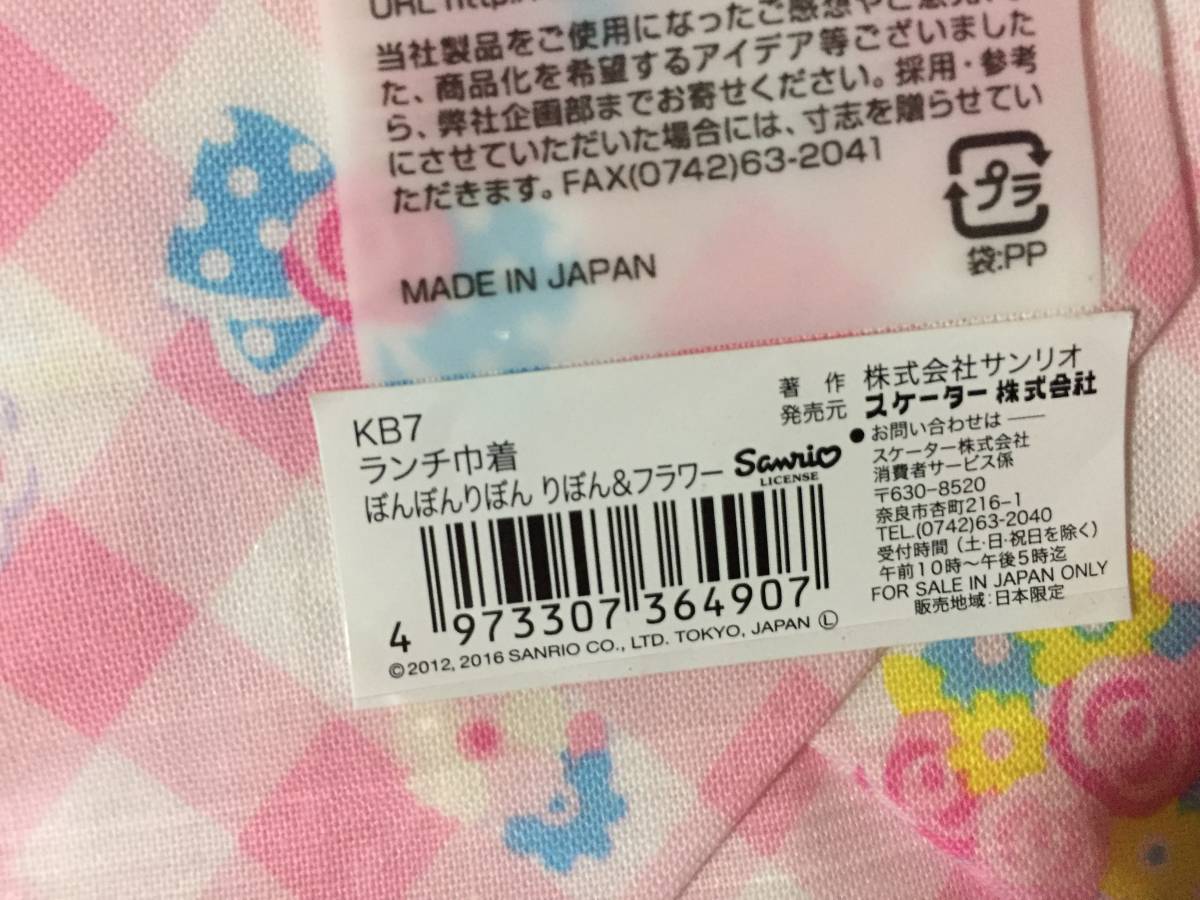 URL http:/
当社製品をご使用になったご感想やご意見、ま
た、商品化を希望するアイデア等ございました
ら、弊社企画部までお寄せください。採用・参考
にさせていただいた場合には、寸志を贈らせてい
ただきます。FAX(0742)63-2041
プラ
袋:PP
MADE IN JAPAN
KB7
ランチ巾着
ぼんぼんりぼん りぼん&フラワー
Sanrio
LICENSE
4 973307 364907
©2012, 2016 SANRIO CO., LTD. TOKYO, JAPAN Ⓛ
著 作 株式会社サンリオ
発売元 スケーター株式会社
●お問い合わせは
スケーター株式会社
消費者サービス係
〒630-8520
奈良市杏町216-1
TEL.(0742)63-2040
受付時間(土・日・祝日を除く)
午前10時~午後5時迄
FOR SALE IN JAPAN ONLY
販売地域:日本限定